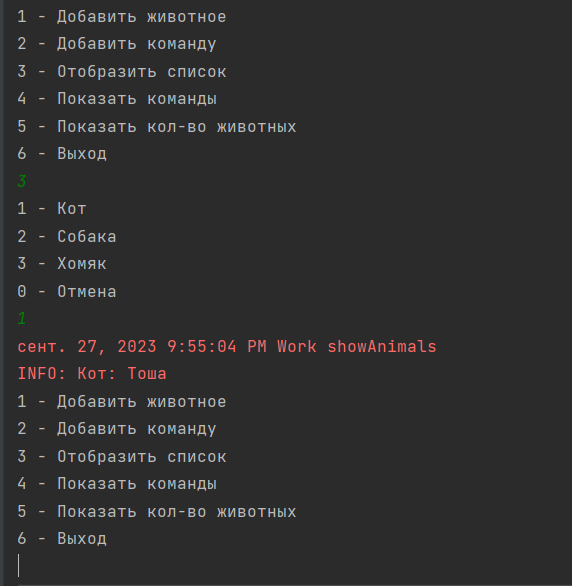 1 - Добавить животное
2 - Добавить команду
3 - Отобразить список
4 - Показать команды
5 - Показать кол-во животных
6 - Выход
3
1 - Кот
2 - Собака
3 - Хомяк
0 - Отмена
1
сент. 27, 2023 9:55:04 PM Work showAnimals
INFO: Кот: Тоша
1 - Добавить животное
2 - Добавить команду
3 - Отобразить список
4 - Показать команды
5 - Показать кол-во животных
6 - Выход